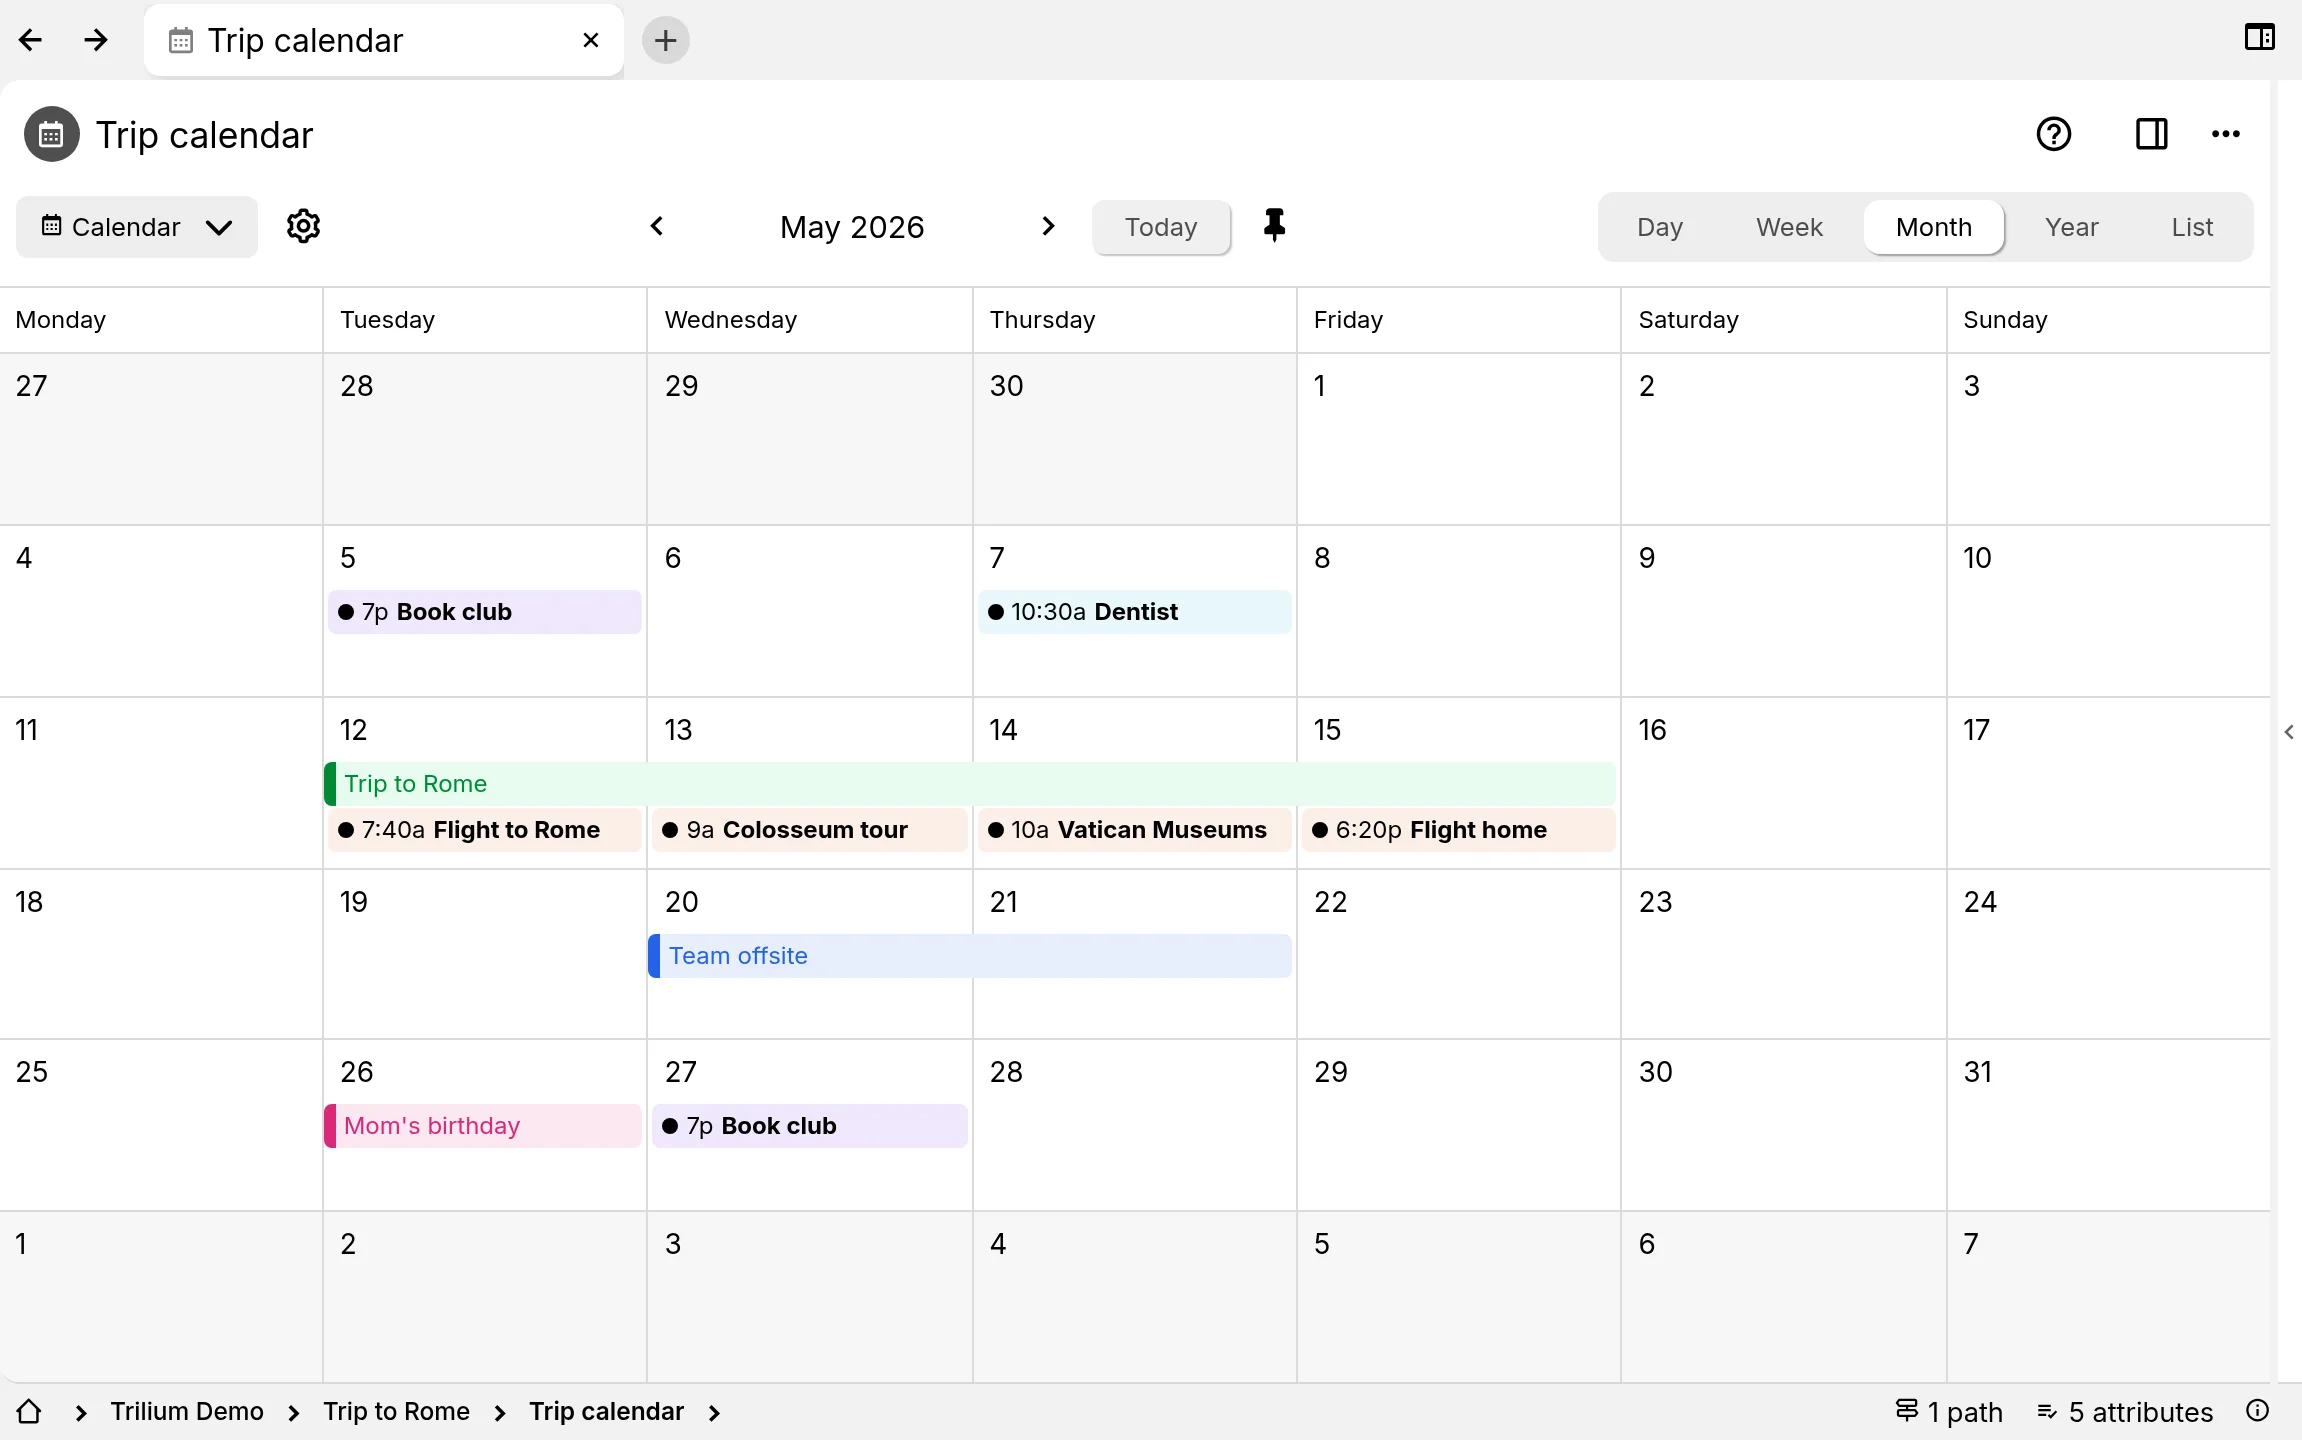 Trip calendar
Trip calendar
Calendar
May 2026
Today
Day Week Month Year List
Monday Tuesday Wednesday Thursday Friday Saturday Sunday
27 28 29 30 1 2 3
4 5 6 7 8 9 10
7p Book club 10:30a Dentist
11 12 13 14 15 16 17
Trip to Rome
7:40a Flight to Rome 9a Colosseum tour 10a Vatican Museums 6:20p Flight home
18 19 20 21 22 23 24
Team offsite
25 26 27 28 29 30 31
Mom's birthday 7p Book club
1 2 3 4 5 6 7
Trilium Demo Trip to Rome Trip calendar 1 path 5 attributes